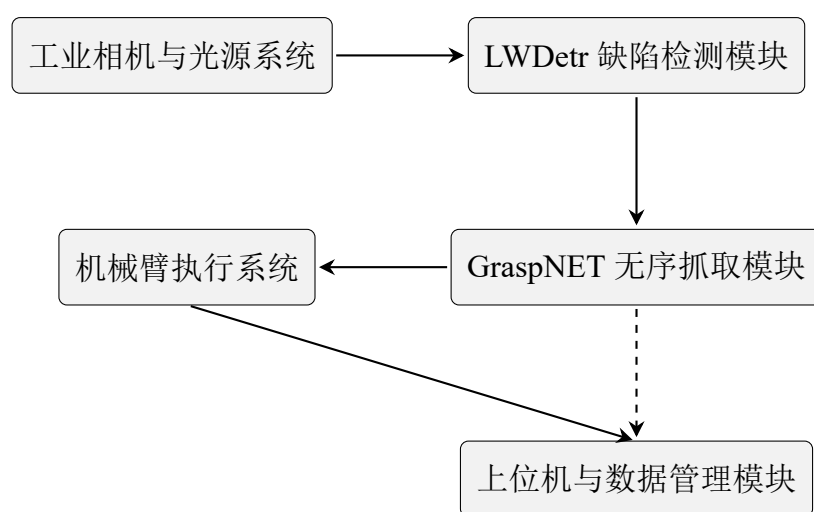 工业相机与光源系统
LWDetr 缺陷检测模块
机械臂执行系统
GraspNET 无序抓取模块
上位机与数据管理模块